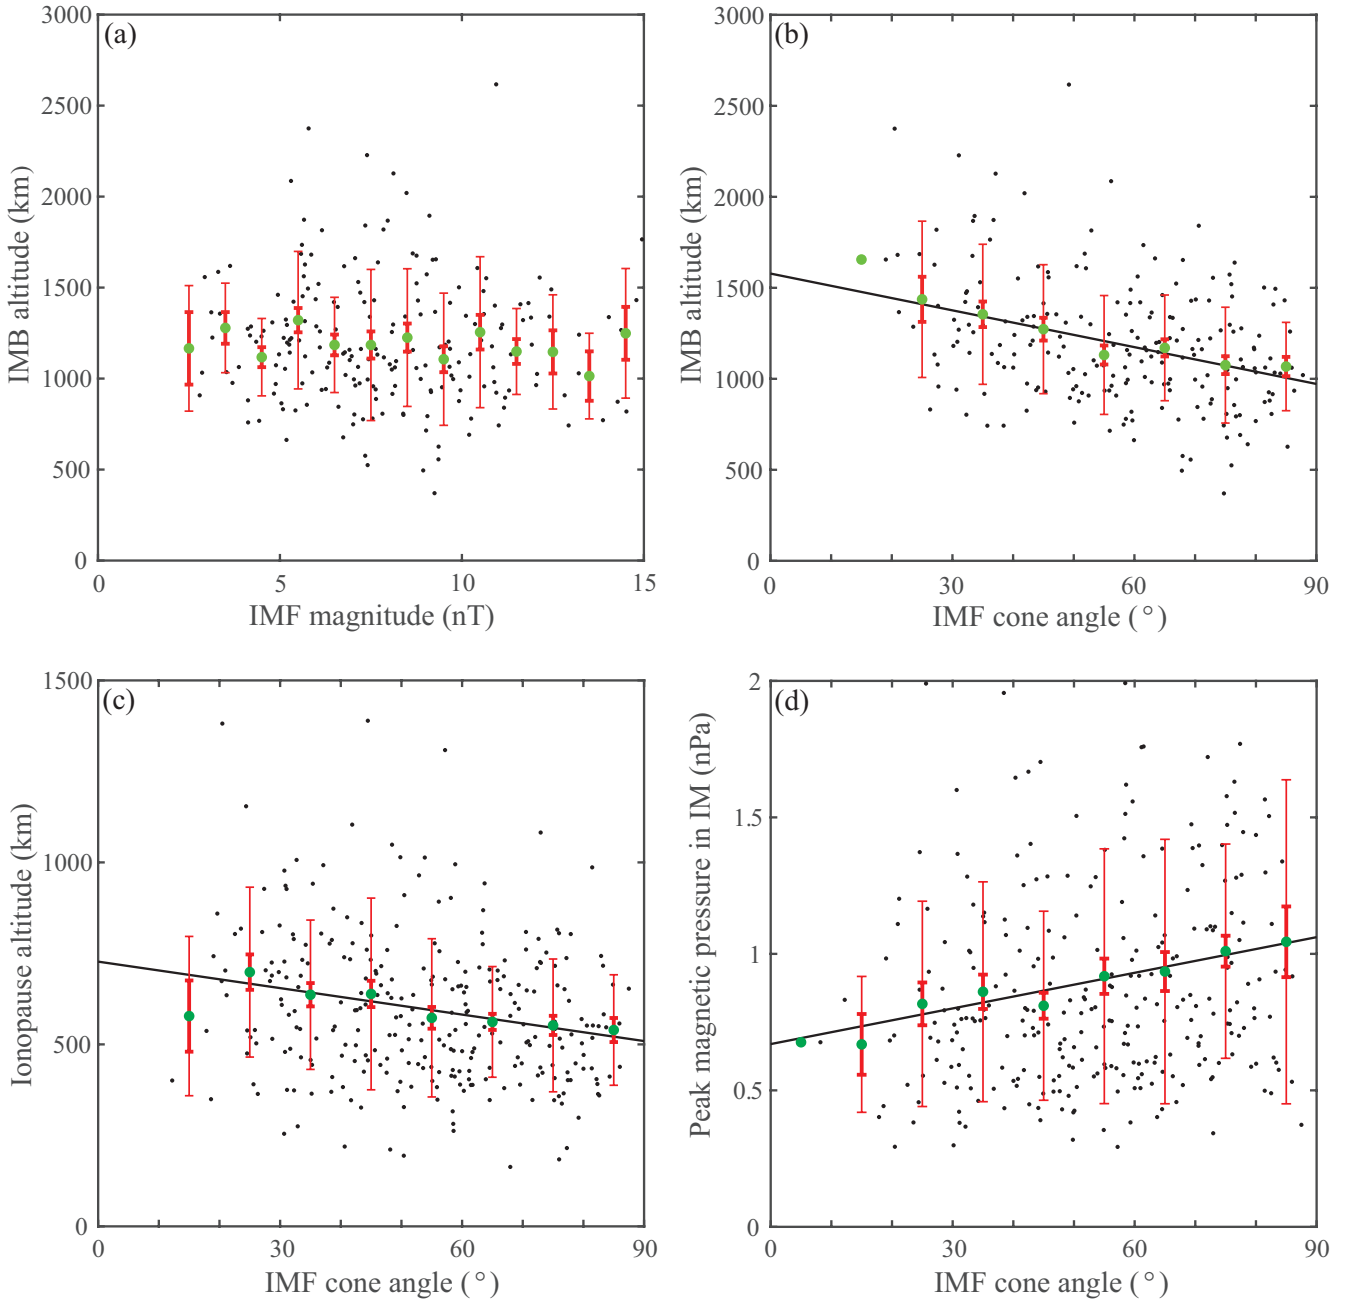 (a)
3000
2500
2000
1500
1000
500
0
IMB altitude (km)
0 5 10 15
IMF magnitude (nT)
(b)
3000
2500
2000
1500
1000
500
0
IMB altitude (km)
0 30 60 90
IMF cone angle (°)
(c)
1500
1000
500
0
Ionopause altitude (km)
0 30 60 90
IMF cone angle (°)
(d)
2
1.5
1
0.5
0
Peak magnetic pressure in IM (nPa)
0 30 60 90
IMF cone angle (°)